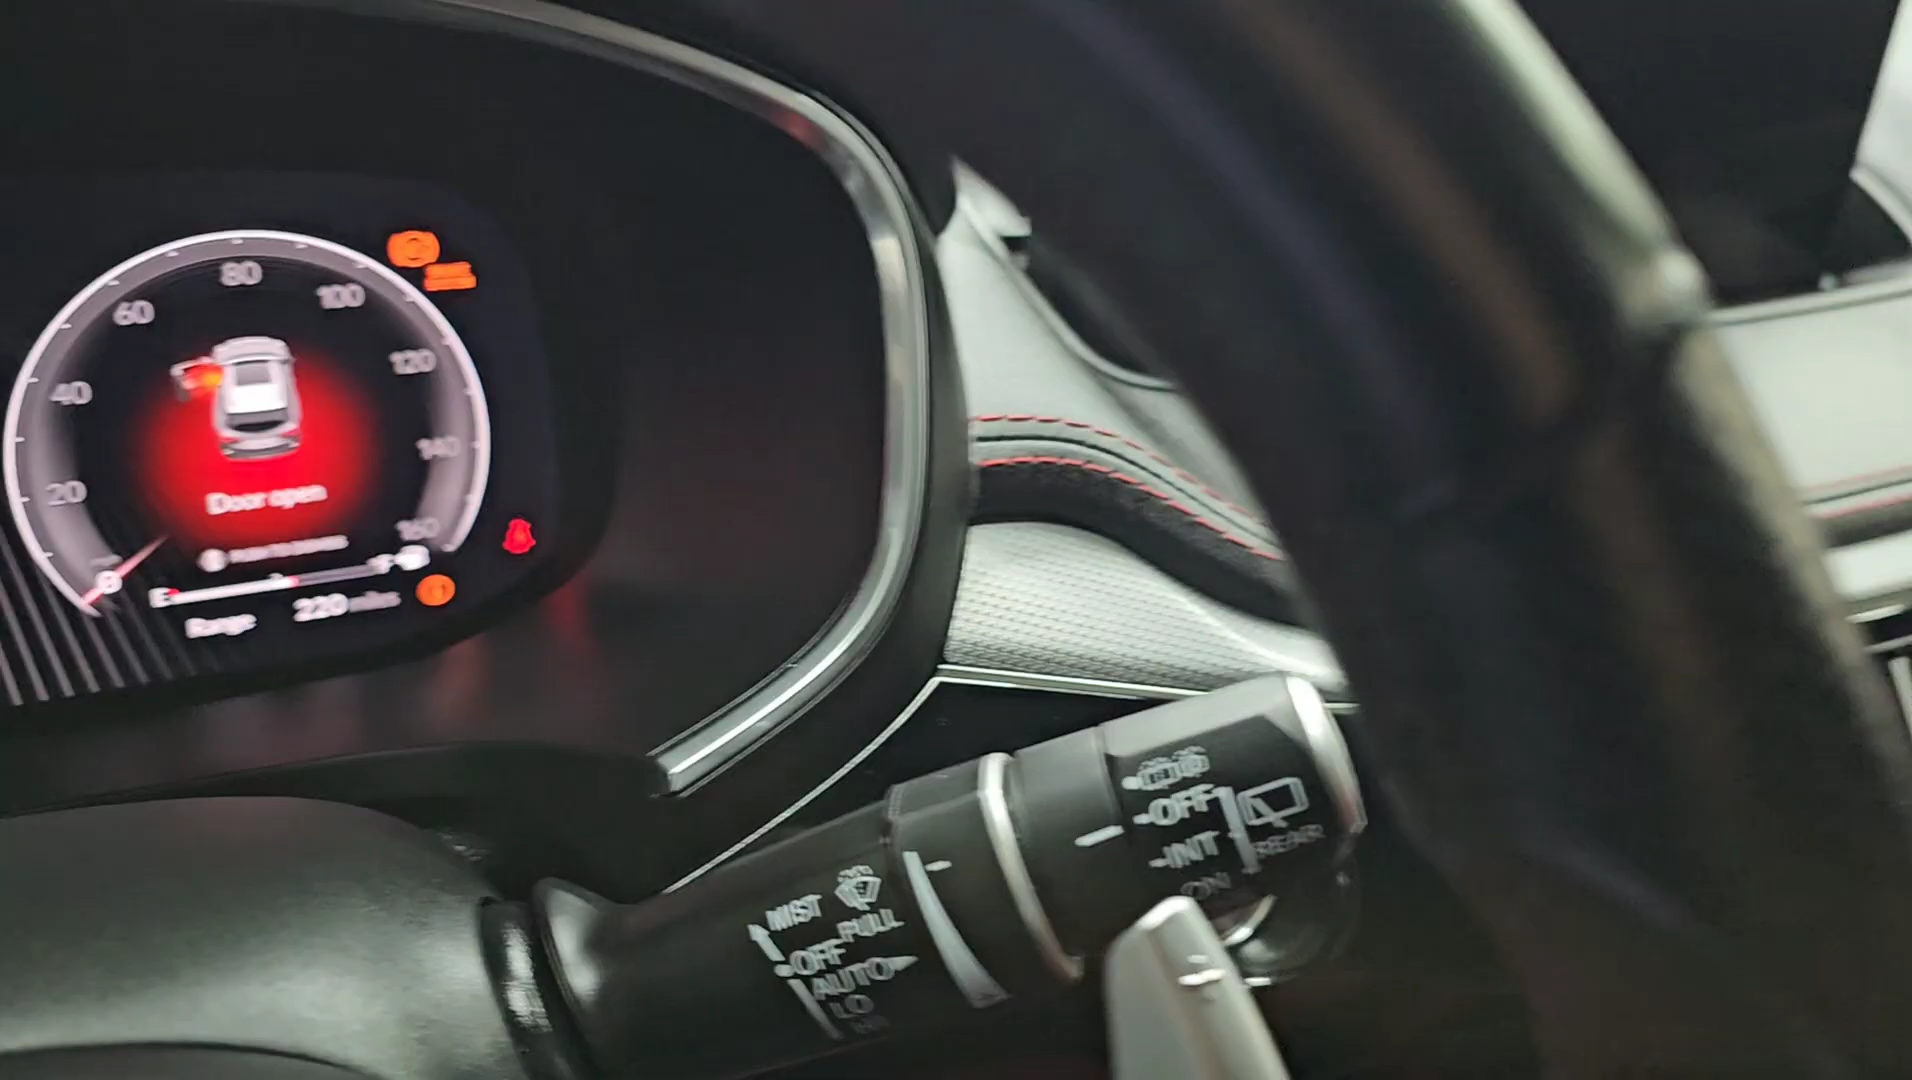 80
60
100
120
40
140
20
160
Door open
0
E
F
Range 220 miles
OFF
INT
ON
REAR
MIST
PULL
OFF
AUTO
LO